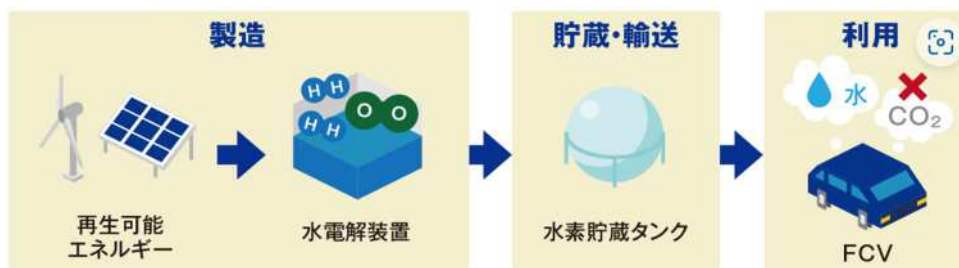 製造
H H
H H
O O
再生可能
エネルギー
水電解装置
貯蔵・輸送
水素貯蔵タンク
利用
水
CO₂
FCV